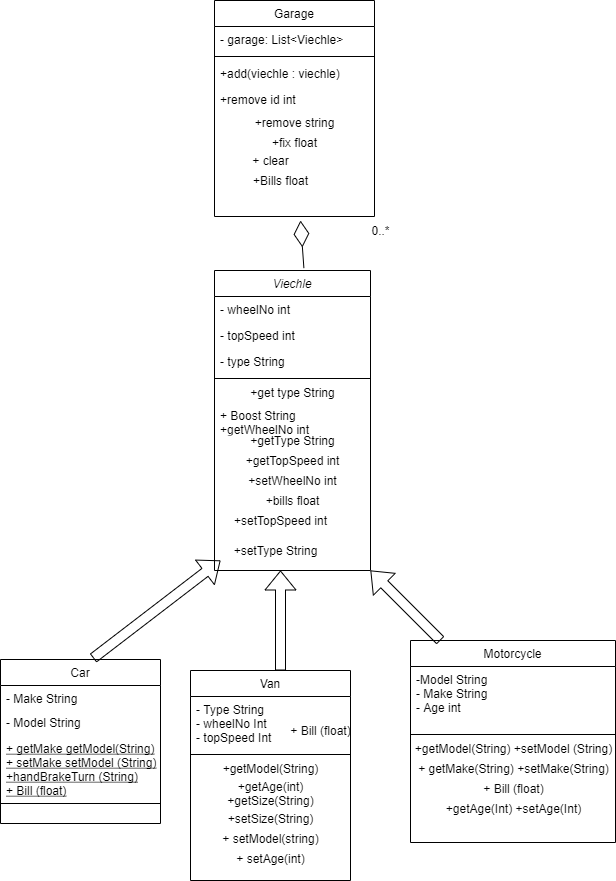 Garage
- garage: List<Viechle>
+add(viechle : viechle)
+remove id int
+remove string
+fix float
+ clear
+Bills float
0..*
Viechle
- wheelNo int
- topSpeed int
- type String
+get type String
+ Boost String
+getWheelNo int
+getType String
+getTopSpeed int
+setWheelNo int
+bills float
+setTopSpeed int
+setType String
Car
- Make String
- Model String
+ getMake getModel(String)
+ setMake setModel (String)
+handBrakeTurn (String)
+ Bill (float)
Van
- Type String
- wheelNo Int
- topSpeed Int
+ Bill (float)
+getModel(String)
+getAge(int)
+getSize(String)
+setSize(String)
+ setModel(string)
+ setAge(int)
Motorcycle
-Model String
- Make String
- Age int
+getModel(String) +setModel (String)
+ getMake(String) +setMake(String)
+ Bill (float)
+getAge(Int) +setAge(Int)